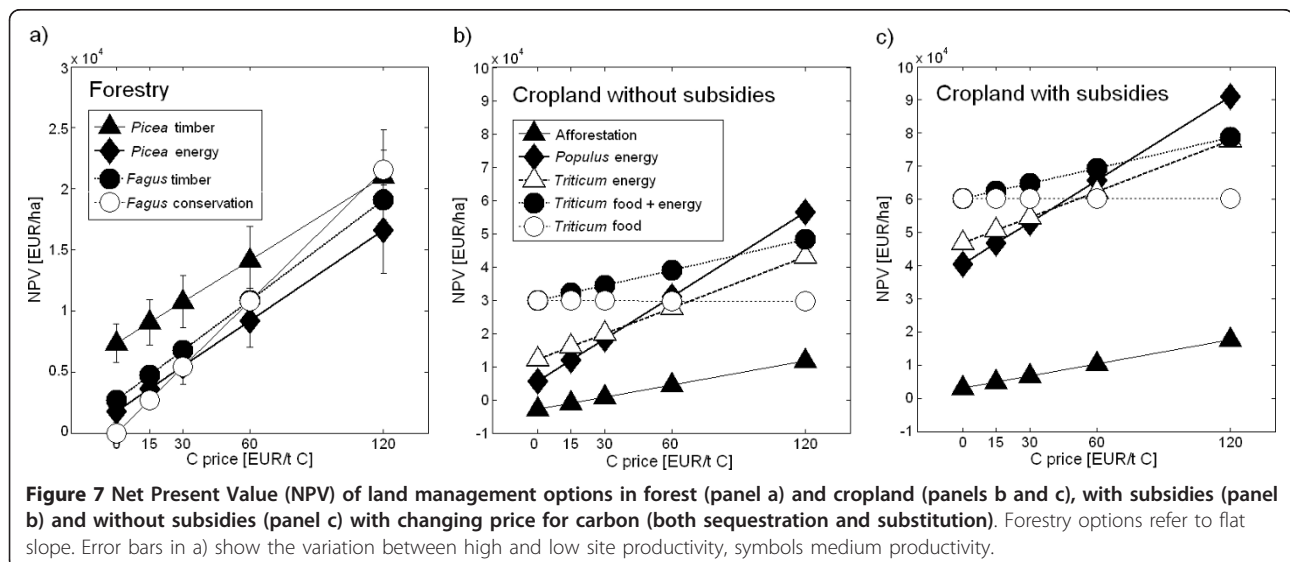 a)
x 10⁴
3
2.5
2
1.5
1
0.5
0
NPV [EUR/ha]
Forestry
Picea timber
Picea energy
Fagus timber
Fagus conservation
0 15 30 60 120
C price [EUR/t C]
b)
x 10⁴
10
9
8
7
6
5
4
3
2
1
0
-1
NPV [EUR/ha]
Cropland without subsidies
Afforestation
Populus energy
Triticum energy
Triticum food + energy
Triticum food
0 15 30 60 120
C price [EUR/t C]
c)
x 10⁴
10
9
8
7
6
5
4
3
2
1
0
-1
NPV [EUR/ha]
Cropland with subsidies
0 15 30 60 120
C price [EUR/t C]
Figure 7 Net Present Value (NPV) of land management options in forest (panel a) and cropland (panels b and c), with subsidies (panel
b) and without subsidies (panel c) with changing price for carbon (both sequestration and substitution). Forestry options refer to flat
slope. Error bars in a) show the variation between high and low site productivity, symbols medium productivity.